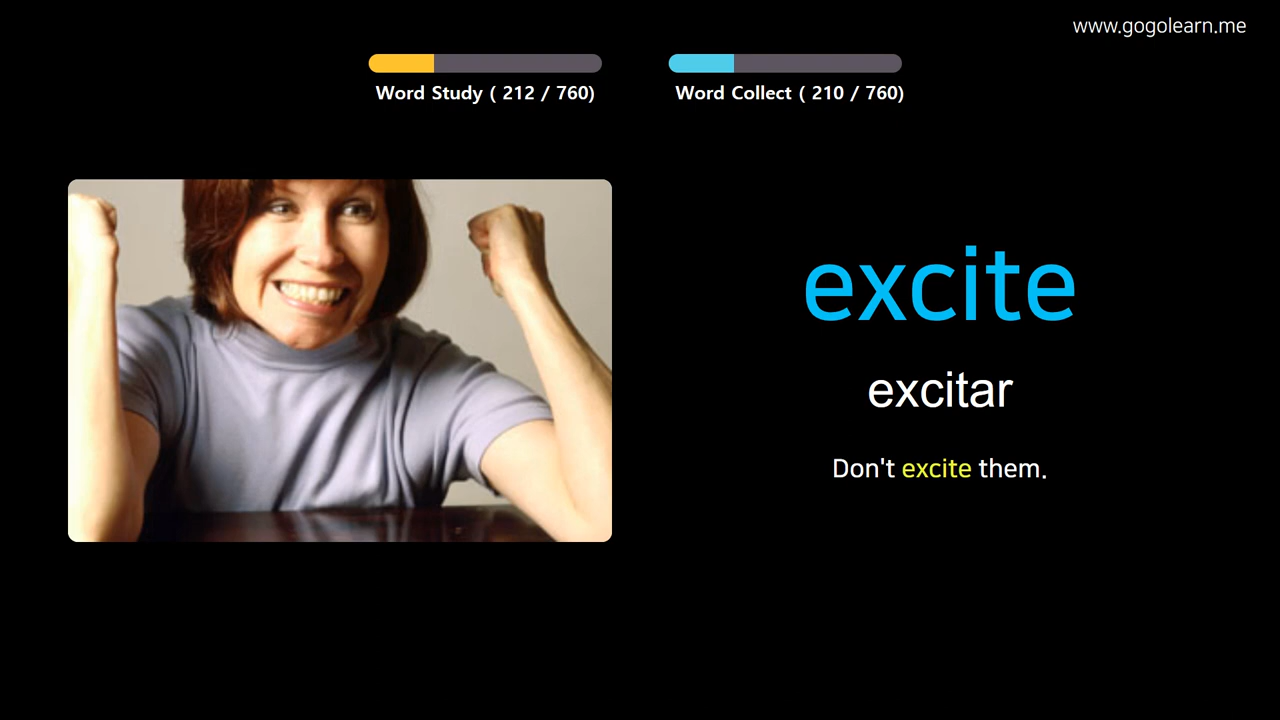 www.gogolearn.me
Word Study ( 212 / 760)
Word Collect ( 210 / 760)
excite
excitar
Don't excite them.